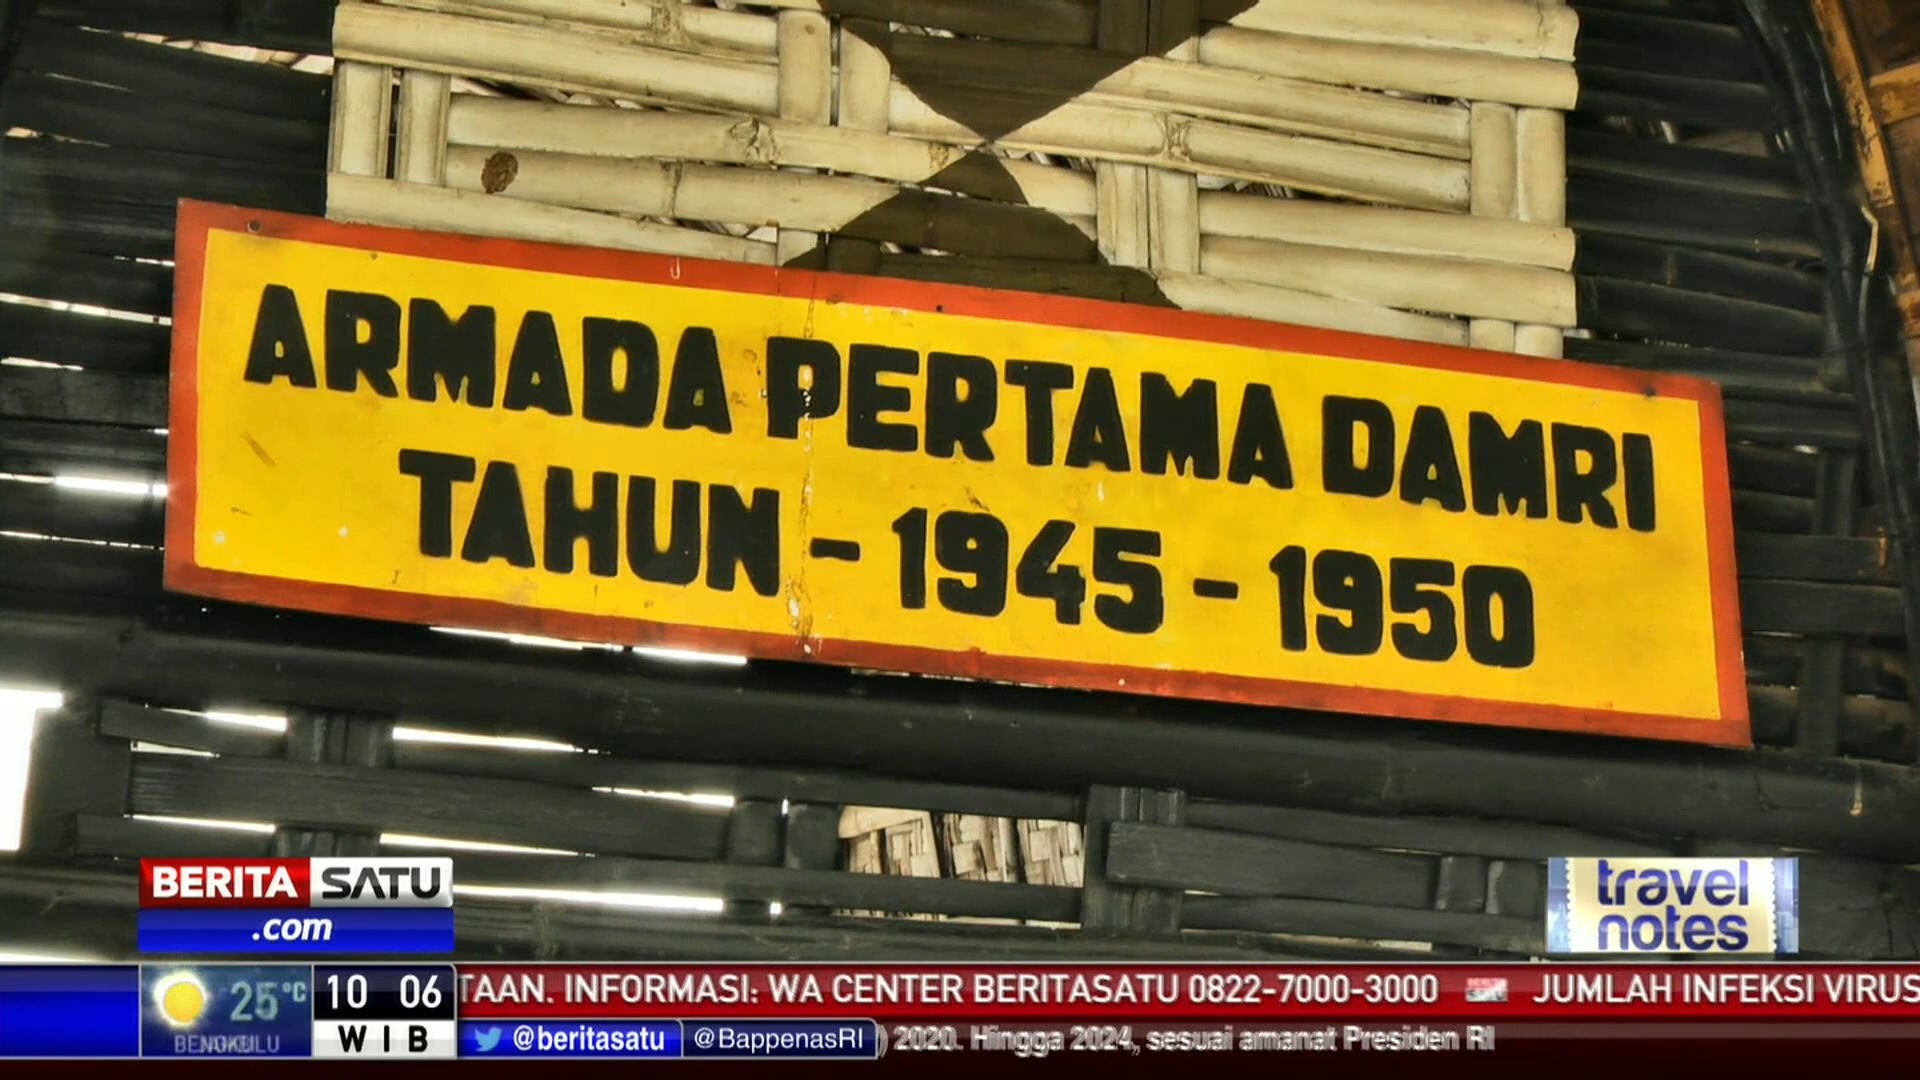 ARMADA PERTAMA DAMRI
TAHUN - 1945 - 1950
BERITA SATU
.com
travel
notes
25°C
10 06
TAAN. INFORMASI: WA CENTER BERITASATU 0822-7000-3000
JUMLAH INFEKSI VIRUS
WIB
@beritasatu
@BappenasRI
) 2020. Hingga 2024, sesuai amanat Presiden RI